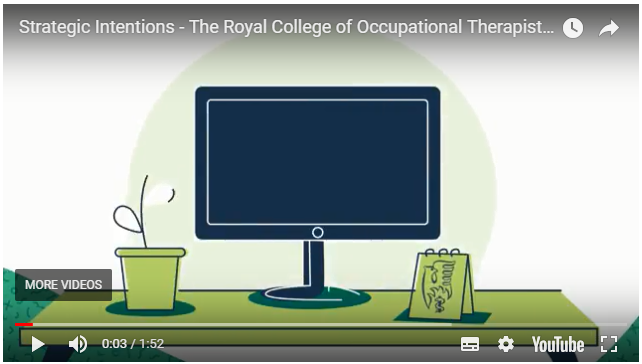 Strategic Intentions - The Royal College of Occupational Therapist...
MORE VIDEOS
0:03 / 1:52
YouTube